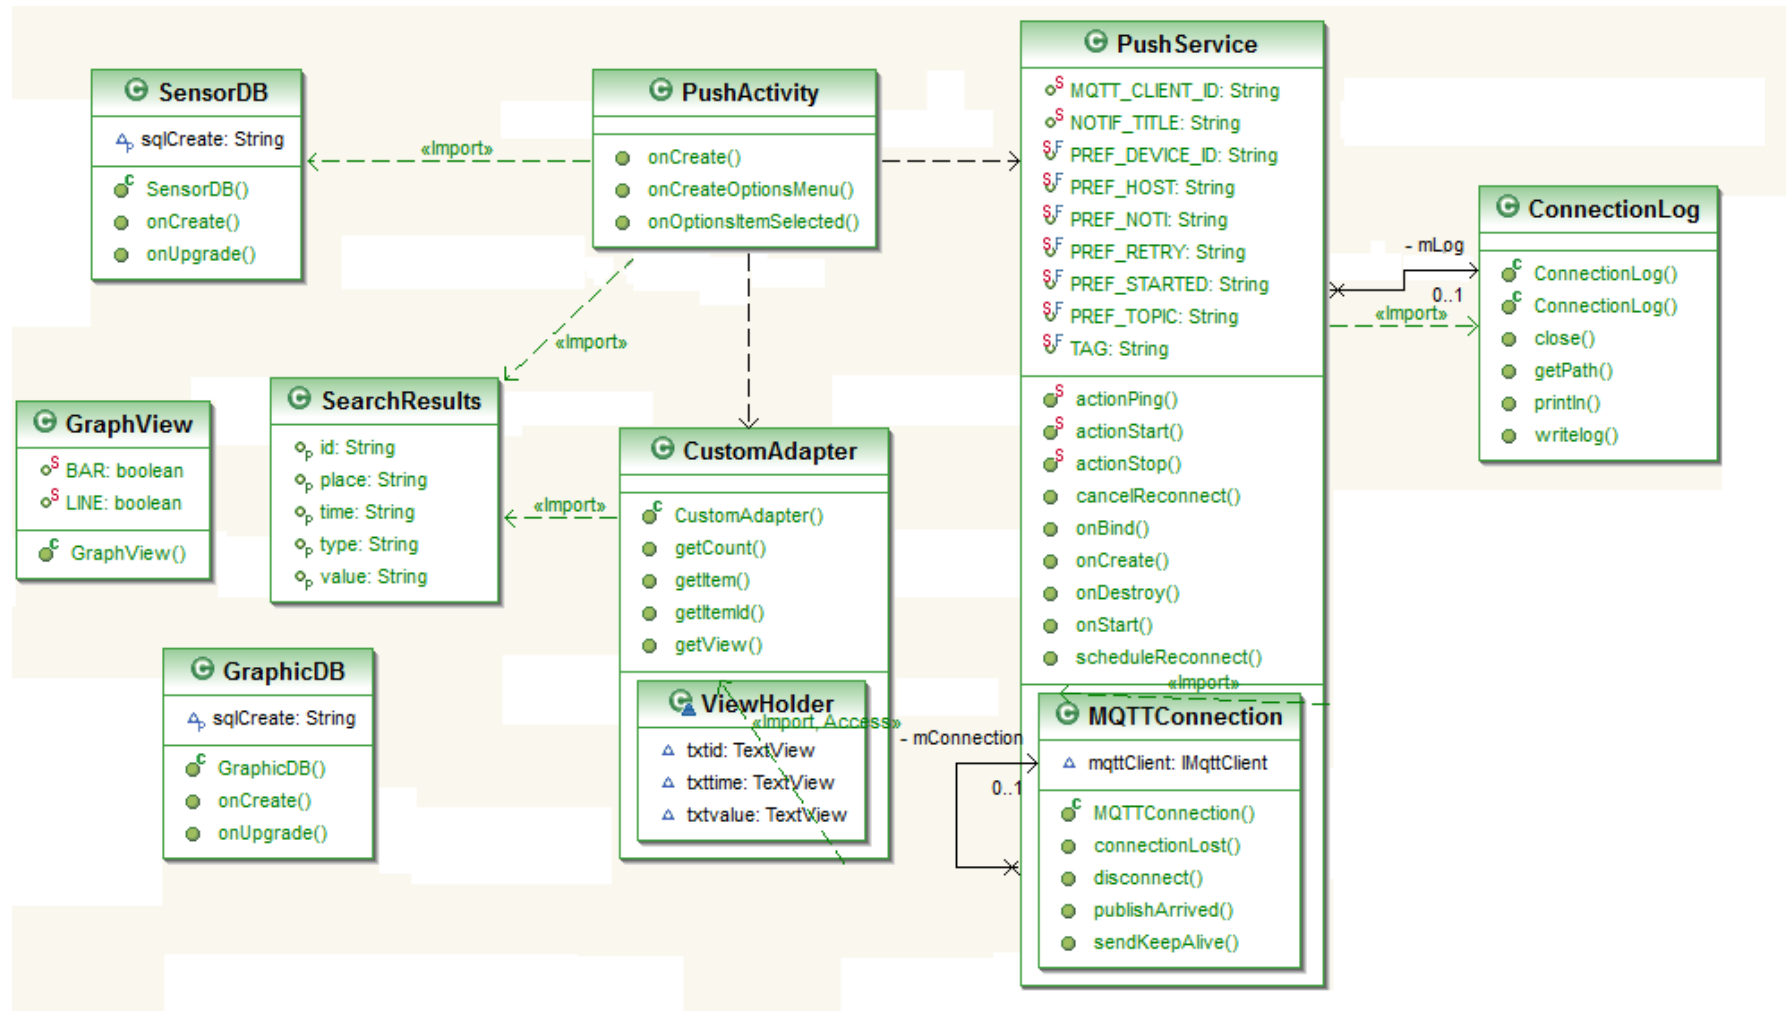 SensorDB
sqlCreate: String
SensorDB()
onCreate()
onUpgrade()
«Import»
PushActivity
onCreate()
onCreateOptionsMenu()
onOptionsItemSelected()
«Import»
PushService
MQTT_CLIENT_ID: String
NOTIF_TITLE: String
PREF_DEVICE_ID: String
PREF_HOST: String
PREF_NOTI: String
PREF_RETRY: String
PREF_STARTED: String
PREF_TOPIC: String
TAG: String
actionPing()
actionStart()
actionStop()
cancelReconnect()
onBind()
onCreate()
onDestroy()
onStart()
scheduleReconnect()
«Import»
- mLog
0..1
«Import»
ConnectionLog
ConnectionLog()
ConnectionLog()
close()
getPath()
println()
writelog()
GraphView
BAR: boolean
LINE: boolean
GraphView()
SearchResults
id: String
place: String
time: String
type: String
value: String
«Import»
CustomAdapter
CustomAdapter()
getCount()
getItem()
getItemId()
getView()
ViewHolder
«Import, Access»
txtid: TextView
txttime: TextView
txtvalue: TextView
GraphicDB
sqlCreate: String
GraphicDB()
onCreate()
onUpgrade()
- mConnection
0..1
MQTTConnection
mqttClient: IMqttClient
MQTTConnection()
connectionLost()
disconnect()
publishArrived()
sendKeepAlive()